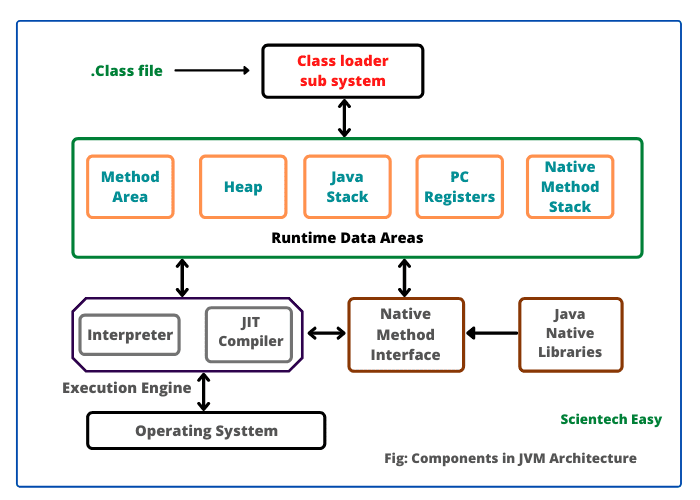 Class loader
sub system
.Class file
Method
Area
Heap
Java
Stack
PC
Registers
Native
Method
Stack
Runtime Data Areas
Interpreter
JIT
Compiler
Native
Method
Interface
Java
Native
Libraries
Execution Engine
Operating Systtem
Scientech Easy
Fig: Components in JVM Architecture